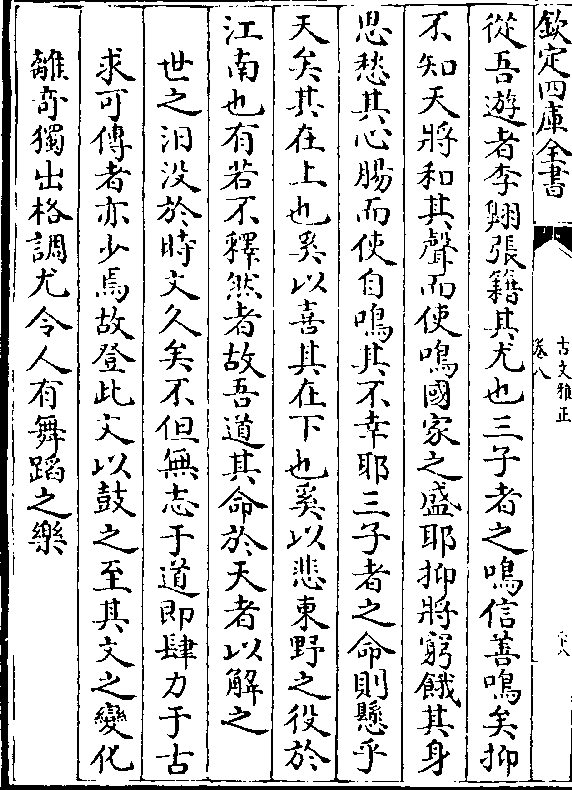 欽定四庫全書
古文雅正
卷八
十八
從吾遊者李翺張籍其尤也三子者之鳴信善鳴矣抑
不知天將和其聲而使鳴國家之盛耶抑將窮餓其身
思愁其心腸而使自鳴其不幸耶三子者之命則懸乎
天矣其在上也奚以喜其在下也奚以悲東野之役於
江南也有若不釋然者故吾道其命於天者以解之
世之汨没於時文久矣不但無志于道即肆力于古
求可傳者亦少焉故登此文以鼓之至其文之變化
離奇獨出格調尤令人有舞蹈之樂